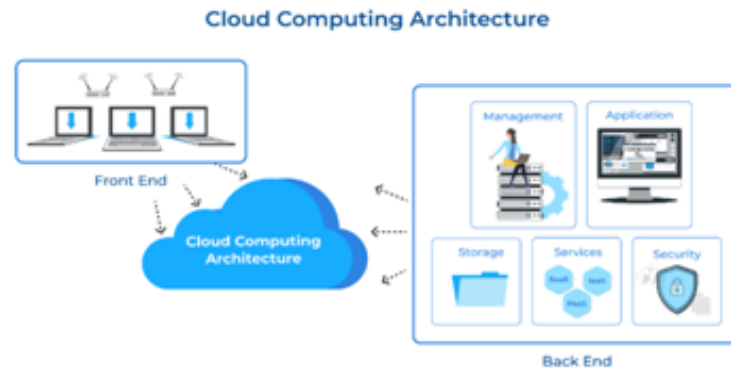 Cloud Computing Architecture
Front End
Cloud Computing
Architecture
Management
Application
Storage
Services
Security
SaaS
IaaS
PaaS
Back End